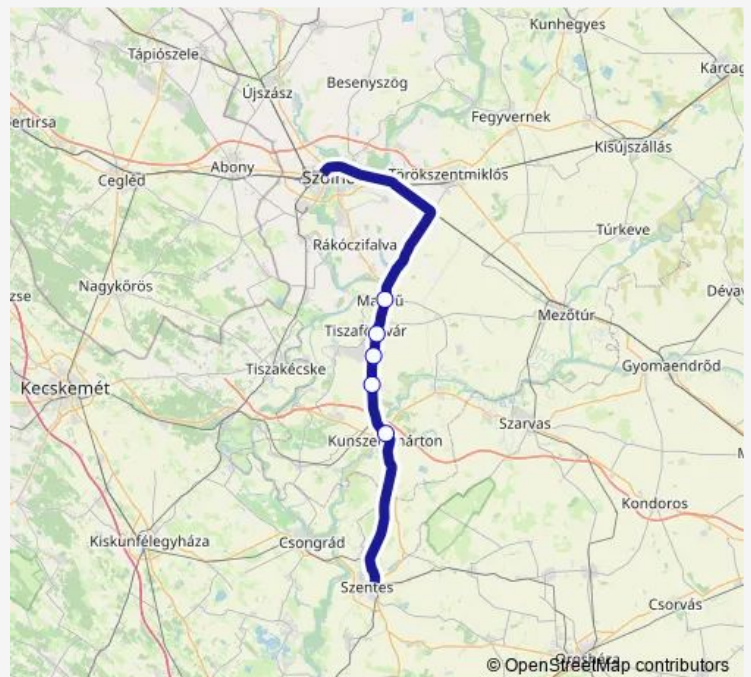 Kunhegyes
Tápiószele
Karcag
Újszász
Besenyszög
Fegyvernek
Kisújszállás
Abony
Törökszentmiklós
Cegléd
Túrkeve
Rákóczifalva
Nagykőrös
Mezőtúr
Tiszakécske
Gyomaendrőd
Kecskemét
Szarvas
Kondoros
Kiskunfélegyháza
Csongrád
Szentes
Csorvás
© OpenStreetMap contributors